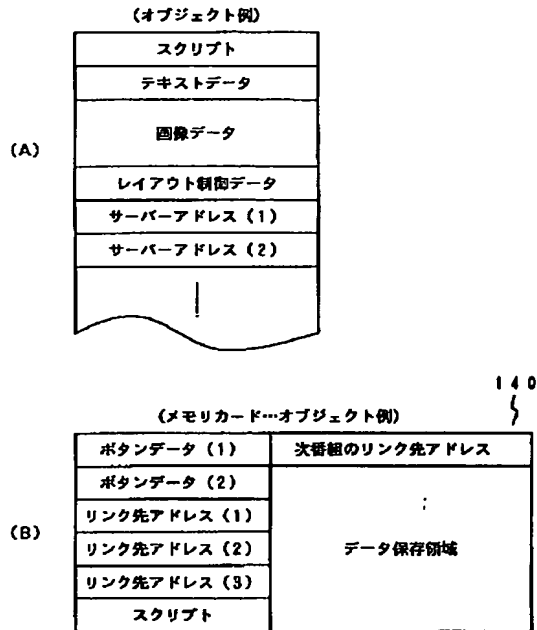 (オブジェクト例)
スクリプト
テキストデータ
(A)
画像データ
レイアウト制御データ
サーバーアドレス(1)
サーバーアドレス(2)
140
(メモリカード…オブジェクト例)
ボタンデータ(1)
次番組のリンク先アドレス
ボタンデータ(2)
リンク先アドレス(1)
(B)
リンク先アドレス(2)
データ保存領域
リンク先アドレス(3)
スクリプト